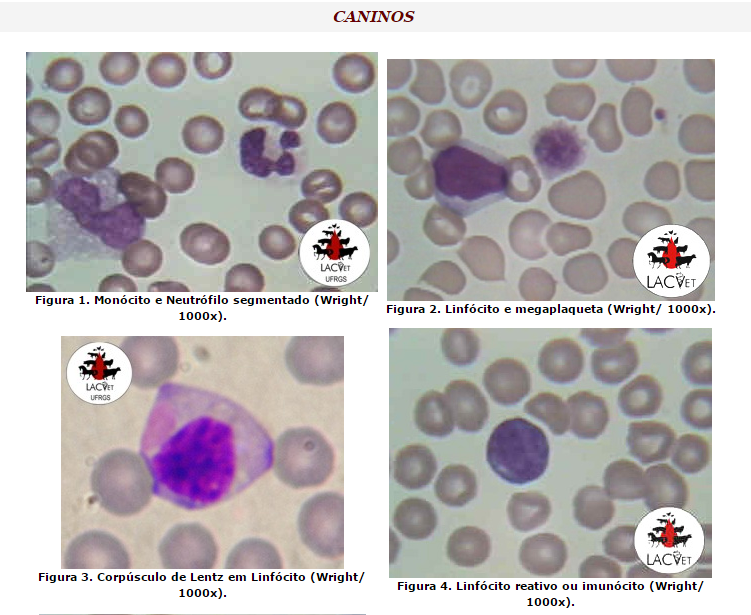 CANINOS
LACVET
UFRGS
Figura 1. Monócito e Neutrófilo segmentado (Wright/
1000x).
LACVET
Figura 2. Linfócito e megaplaqueta (Wright/ 1000x).
LACVET
UFRGS
Figura 3. Corpúsculo de Lentz em Linfócito (Wright/
1000x).
LACVET
Figura 4. Linfócito reativo ou imunócito (Wright/
1000x).